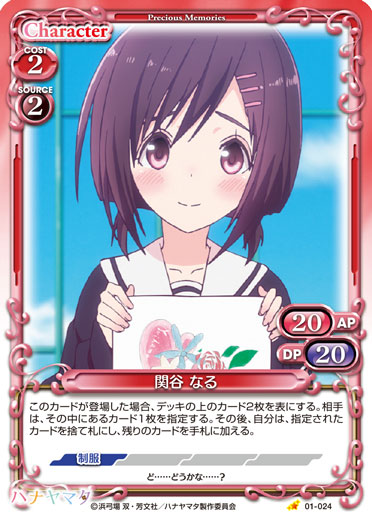 Precious Memories
Character
COST
2
SOURCE
2
20 AP
DP 20
関谷 なる
このカードが登場した場合、デッキの上のカード2枚を表にする。相手
は、その中にあるカード1枚を指定する。その後、自分は、指定された
カードを捨て札にし、残りのカードを手札に加える。
制服
ど……どうかな……?
ハナヤマタ
01-024
©浜弓場 双・芳文社/ハナヤマタ製作委員会